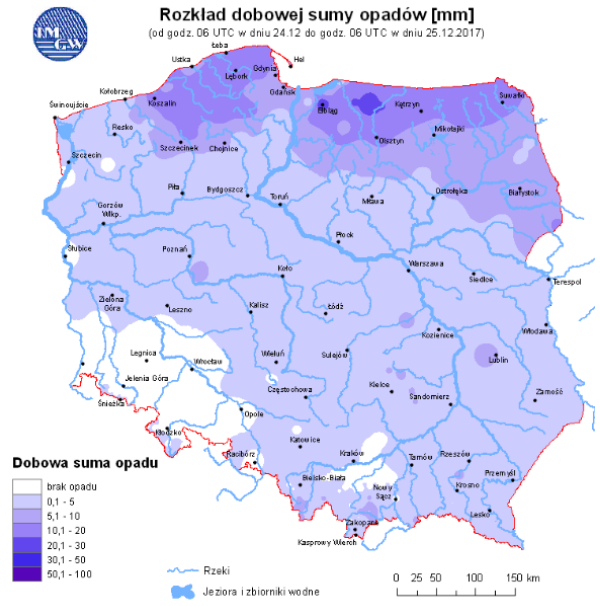 Rozkład dobowej sumy opadów [mm]
(od godz. 06 UTC w dniu 24.12 do godz. 06 UTC w dniu 25.12.2017)
IM
GW
Łeba
Ustka
Hel
Gdynia
Lębork
Gdańsk
Kołobrzeg
Koszalin
Elbląg
Kętrzyn
Suwałki
Świnoujście
Resko
Mikołajki
Olsztyn
Szczecinek
Chojnice
Szczecin
Piła
Bydgoszcz
Toruń
Mława
Ostrołęka
Białystok
Gorzów
Wlkp.
Płock
Słubice
Poznań
Warszawa
Koło
Siedlce
Terespol
Zielona
Góra
Leszno
Kalisz
Łódź
Włodawa
Kozienice
Legnica
Wrocław
Wieluń
Sulejów
Lublin
Jelenia Góra
Kielce
Zamość
Śnieżka
Częstochowa
Sandomierz
Opole
Kłodzko
Katowice
Racibórz
Kraków
Tarnów
Rzeszów
Przemyśl
Bielsko-Biała
Nowy
Sącz
Krosno
Lesko
Zakopane
Kasprowy Wierch
Dobowa suma opadu
brak opadu
0,1 - 5
5,1 - 10
10,1 - 20
20,1 - 30
30,1 - 50
50,1 - 100
Rzeki
Jeziora i zbiorniki wodne
0 25 50 100 150 km